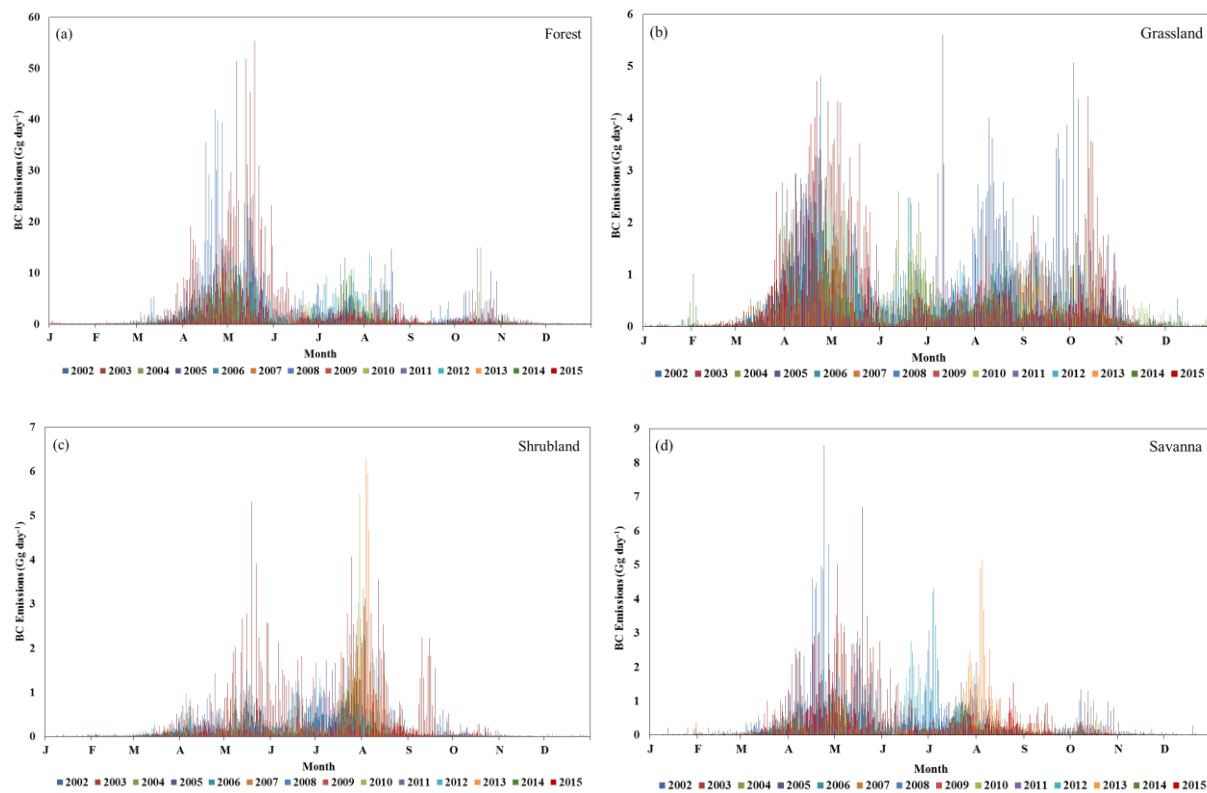 (a) Forest
60
50
40
30
20
10
0
BC Emissions (Gg day⁻¹)
J F M A M J J A S O N D
Month
2002 2003 2004 2005 2006 2007 2008 2009 2010 2011 2012 2013 2014 2015
(b) Grassland
6
5
4
3
2
1
0
BC Emissions (Gg day⁻¹)
J F M A M J J A S O N D
Month
2002 2003 2004 2005 2006 2007 2008 2009 2010 2011 2012 2013 2014 2015
(c) Shrubland
7
6
5
4
3
2
1
0
BC Emissions (Gg day⁻¹)
J F M A M J J A S O N D
Month
2002 2003 2004 2005 2006 2007 2008 2009 2010 2011 2012 2013 2014 2015
(d) Savanna
9
8
7
6
5
4
3
2
1
0
BC Emissions (Gg day⁻¹)
J F M A M J J A S O N D
Month
2002 2003 2004 2005 2006 2007 2008 2009 2010 2011 2012 2013 2014 2015